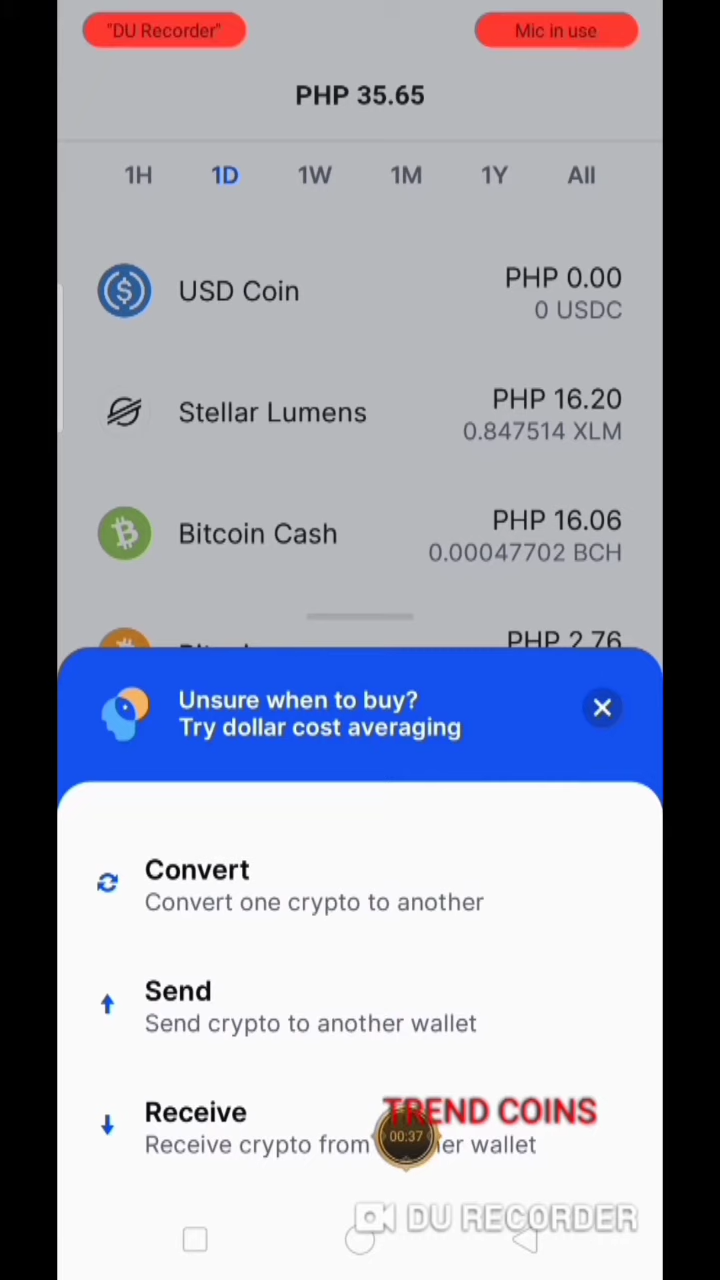 "DU Recorder"
Mic in use
PHP 35.65
1H 1D 1W 1M 1Y All
USD Coin
PHP 0.00
0 USDC
Stellar Lumens
PHP 16.20
0.847514 XLM
Bitcoin Cash
PHP 16.06
0.00047702 BCH
PHP 2.76
Unsure when to buy?
Try dollar cost averaging
Convert
Convert one crypto to another
Send
Send crypto to another wallet
Receive
TREND COINS
Receive crypto from wallet
00:37
DU RECORDER